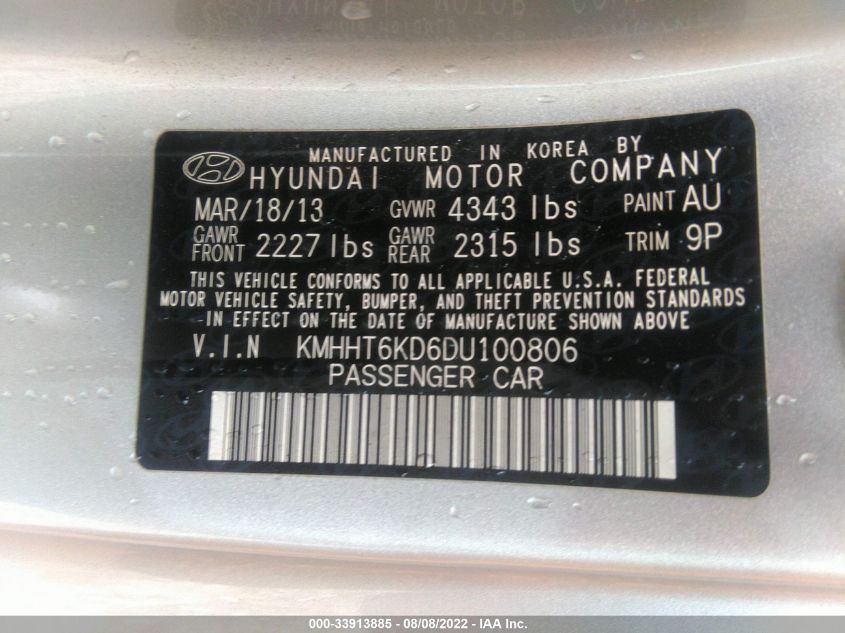 MANUFACTURED IN KOREA BY
HYUNDAI MOTOR COMPANY
MAR/18/13 GVWR 4343 lbs PAINT AU
GAWR FRONT 2227 lbs GAWR REAR 2315 lbs TRIM 9P
THIS VEHICLE CONFORMS TO ALL APPLICABLE U.S.A. FEDERAL
MOTOR VEHICLE SAFETY, BUMPER, AND THEFT PREVENTION STANDARDS
IN EFFECT ON THE DATE OF MANUFACTURE SHOWN ABOVE
V.I.N KMHHT6KD6DU100806
PASSENGER CAR
000-33913885 - 08/08/2022 - IAA Inc.